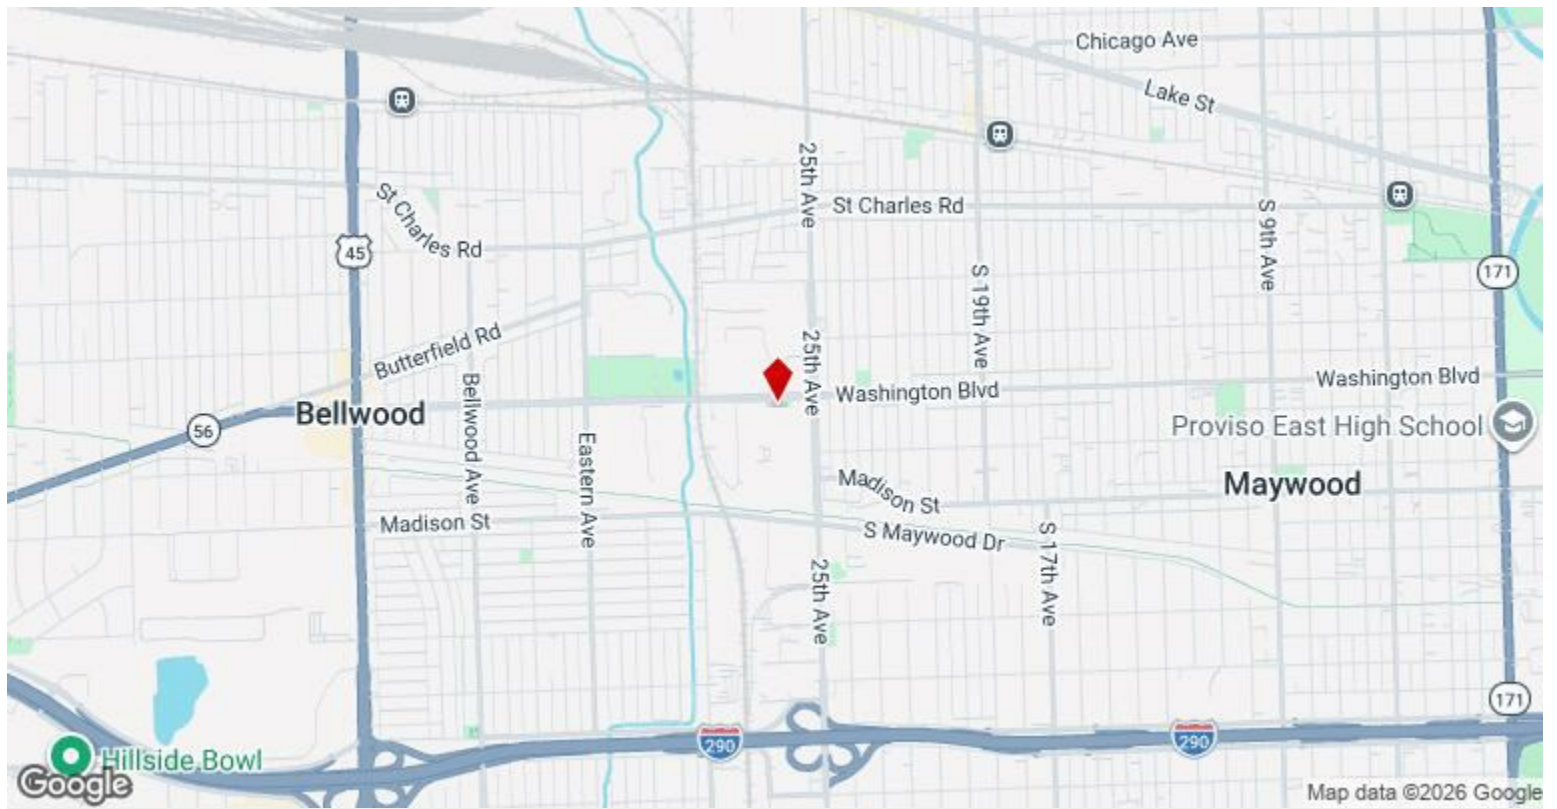 Chicago Ave
Lake St
25th Ave
St Charles Rd
St Charles Rd
S 9th Ave
45
171
S 19th Ave
Butterfield Rd
25th Ave
Bellwood Ave
Washington Blvd
Washington Blvd
Bellwood
56
Proviso East High School
Eastern Ave
Madison St
Maywood
Madison St
S Maywood Dr
S 17th Ave
25th Ave
171
290
290
Hillside Bowl
Google
Map data ©2026 Google